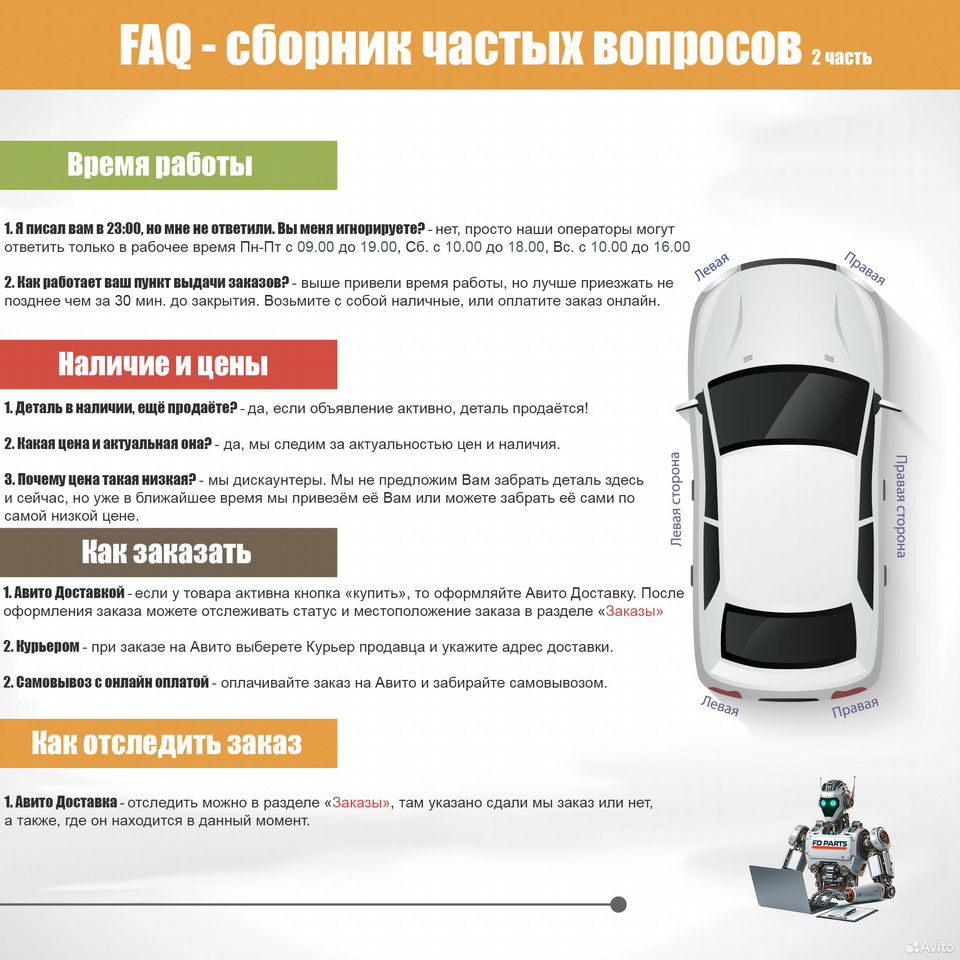 FAQ - сборник частых вопросов 2 часть
Время работы
1. Я писал вам в 23:00, но мне не ответили. Вы меня игнорируете? - нет, просто наши операторы могут
ответить только в рабочее время Пн-Пт с 09.00 до 19.00, Сб. с 10.00 до 18.00, Вс. с 10.00 до 16.00
2. Как работает ваш пункт выдачи заказов? - выше привели время работы, но лучше приезжать не
позднее чем за 30 мин. до закрытия. Возьмите с собой наличные, или оплатите заказ онлайн.
Левая
Правая
Наличие и цены
1. Деталь в наличии, ещё продаёте? - да, если объявление активно, деталь продаётся!
2. Какая цена и актуальная она? - да, мы следим за актуальностью цен и наличия.
3. Почему цена такая низкая? - мы дискаунтеры. Мы не предложим Вам забрать деталь здесь
и сейчас, но уже в ближайшее время мы привезём её Вам или можете забрать её сами по
самой низкой цене.
Левая сторона
Правая сторона
Как заказать
1. Авито Доставкой - если у товара активна кнопка «купить», то оформляйте Авито Доставку. После
оформления заказа можете отслеживать статус и местоположение заказа в разделе «Заказы»
2. Курьером - при заказе на Авито выберете Курьер продавца и укажите адрес доставки.
2. Самовывоз с онлайн оплатой - оплачивайте заказ на Авито и забирайте самовывозом.
Левая
Правая
Как отследить заказ
1. Авито Доставка - отследить можно в разделе «Заказы», там указано сдали мы заказ или нет,
а также, где он находится в данный момент.
FD PARTS
Avito